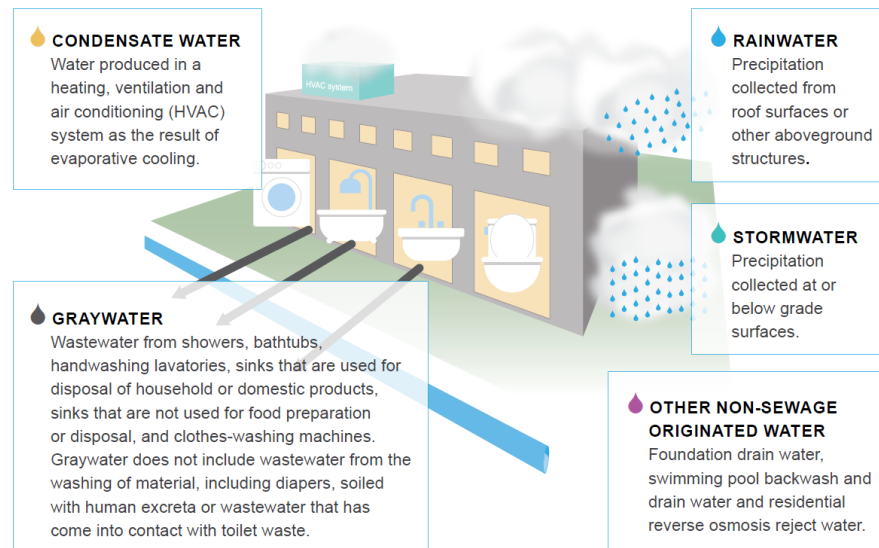 CONDENSATE WATER
Water produced in a
heating, ventilation and
air conditioning (HVAC)
system as the result of
evaporative cooling.
HVAC system
RAINWATER
Precipitation
collected from
roof surfaces or
other aboveground
structures.
STORMWATER
Precipitation
collected at or
below grade
surfaces.
GRAYWATER
Wastewater from showers, bathtubs,
handwashing lavatories, sinks that are used for
disposal of household or domestic products,
sinks that are not used for food preparation
or disposal, and clothes-washing machines.
Graywater does not include wastewater from the
washing of material, including diapers, soiled
with human excreta or wastewater that has
come into contact with toilet waste.
OTHER NON-SEWAGE
ORIGINATED WATER
Foundation drain water,
swimming pool backwash and
drain water and residential
reverse osmosis reject water.